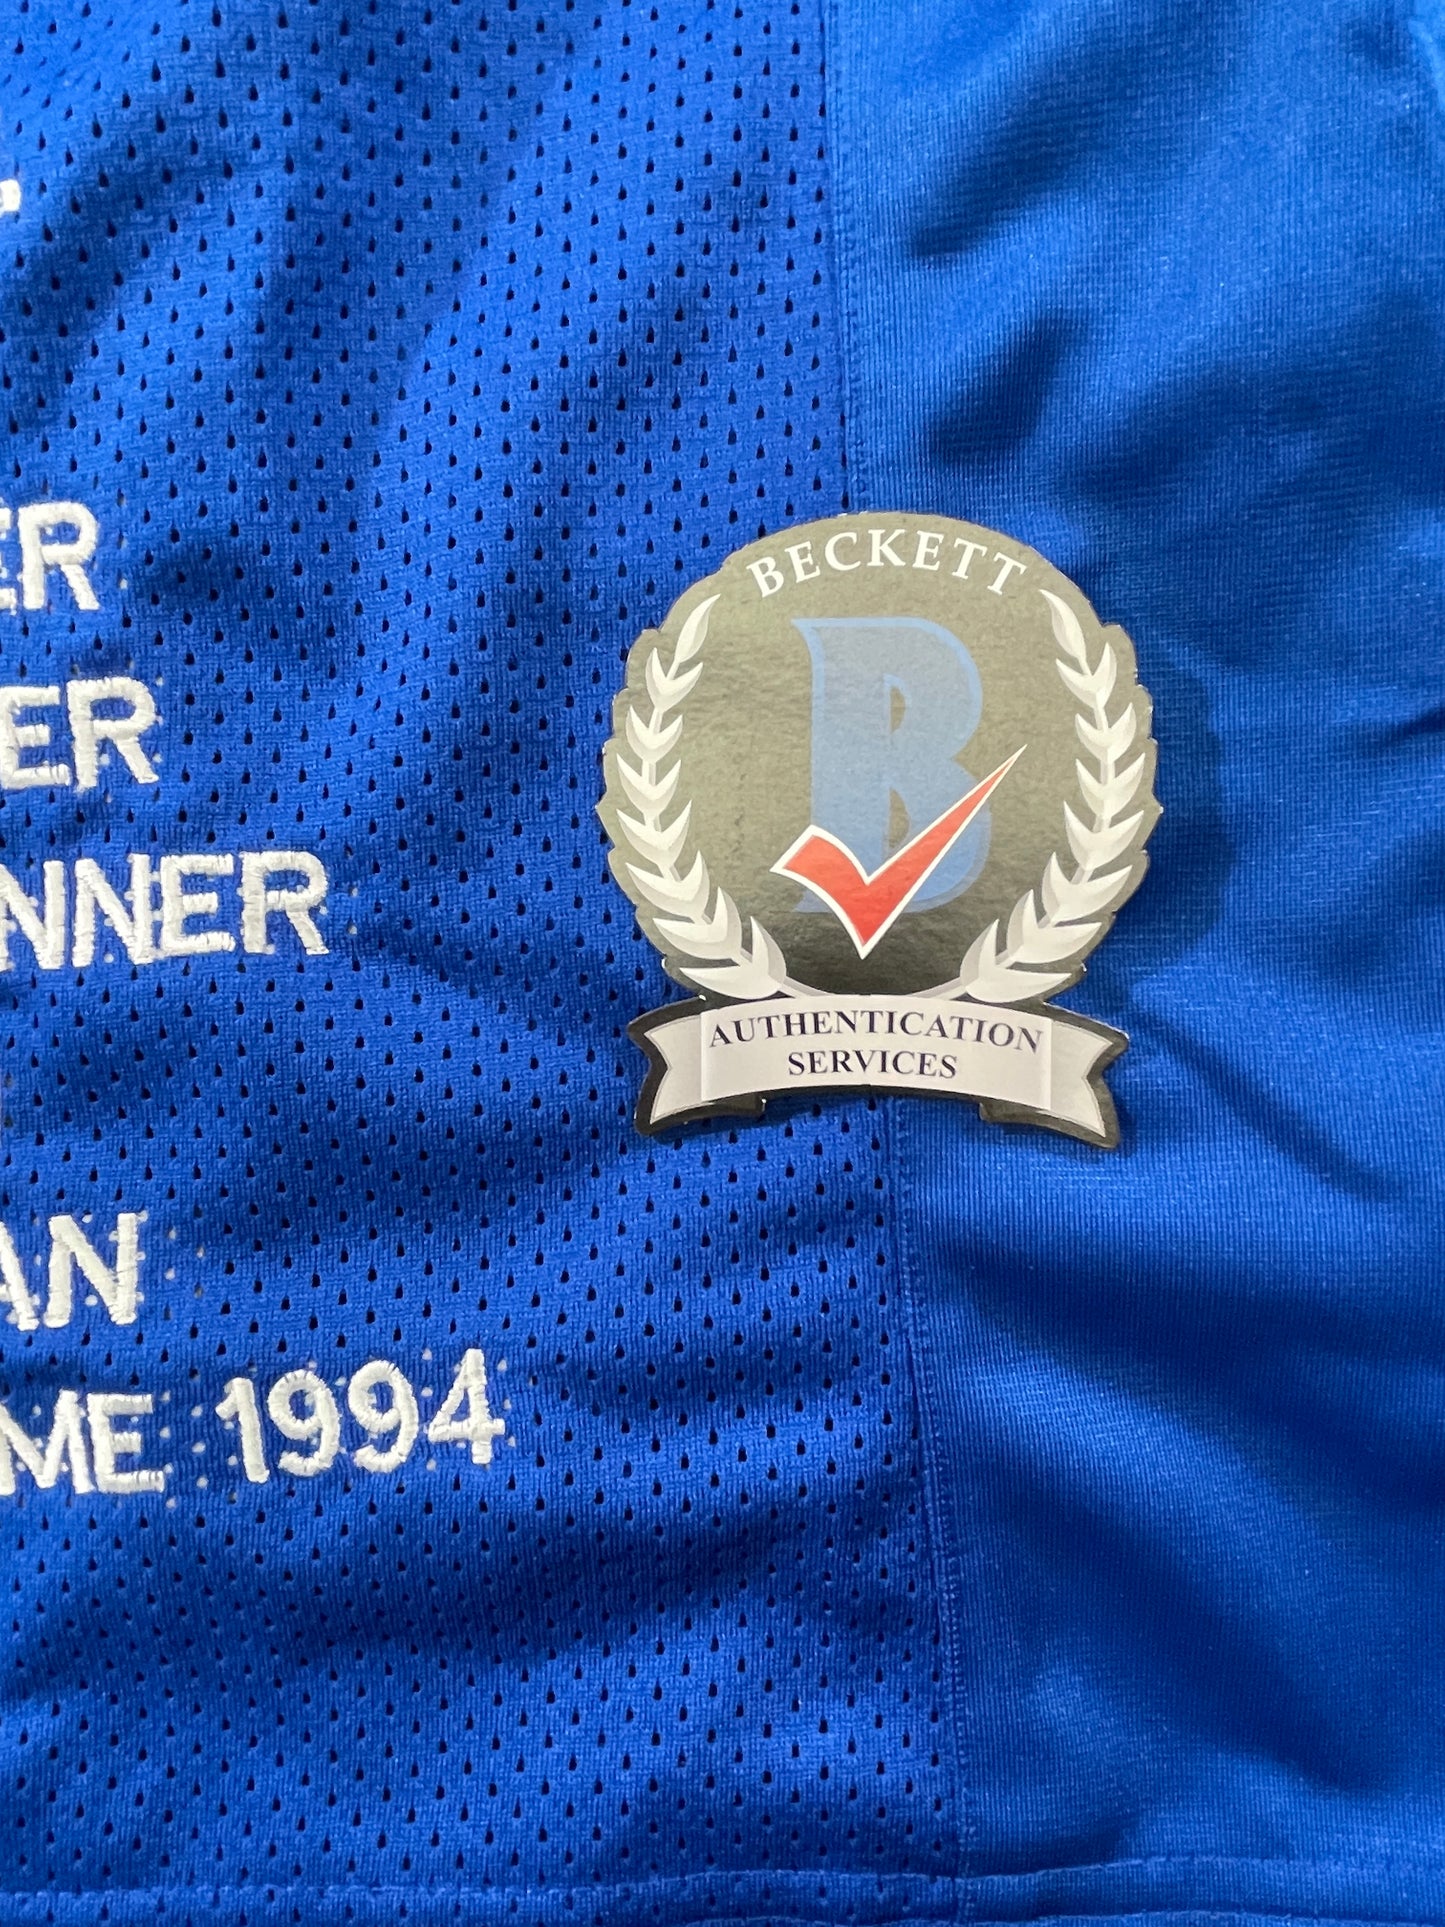 ER
ER
NNER
AN
ME 1994
BECKETT
B
AUTHENTICATION
SERVICES